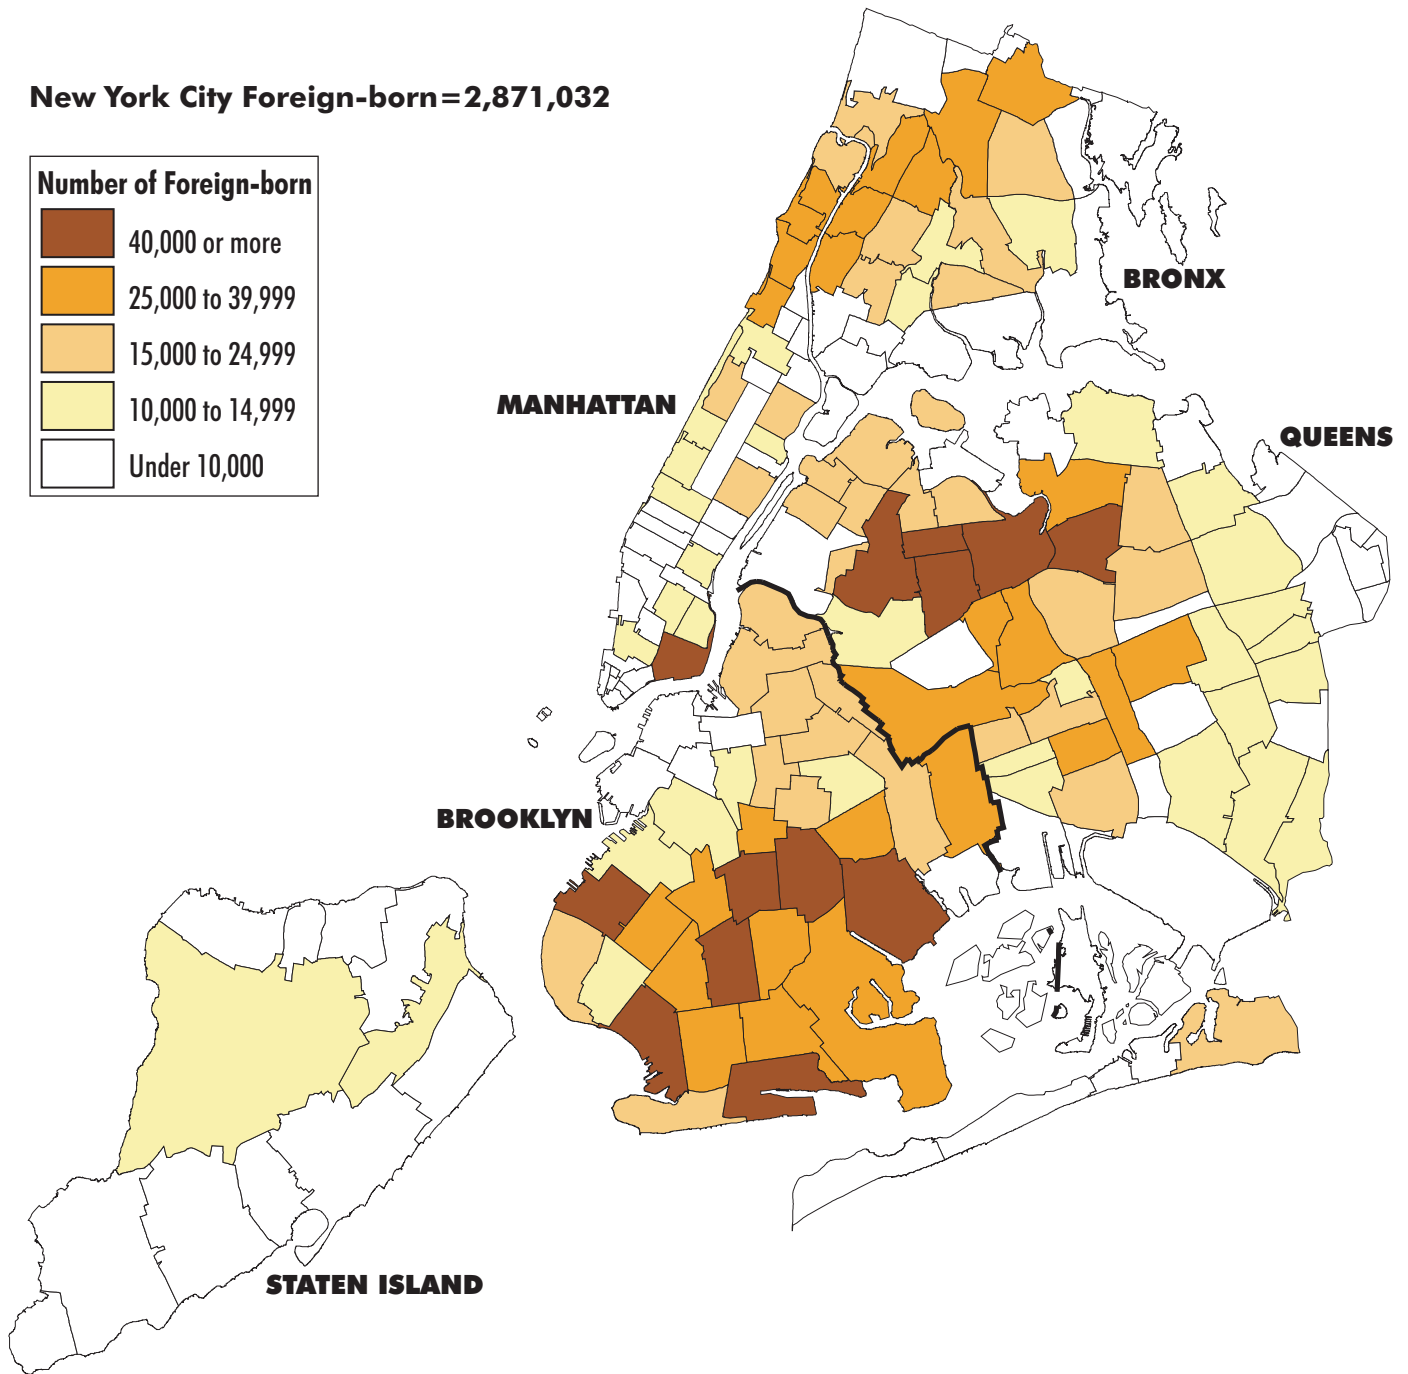 New York City Foreign-born=2,871,032
Number of Foreign-born
40,000 or more
25,000 to 39,999
15,000 to 24,999
10,000 to 14,999
Under 10,000
BRONX
MANHATTAN
QUEENS
BROOKLYN
STATEN ISLAND